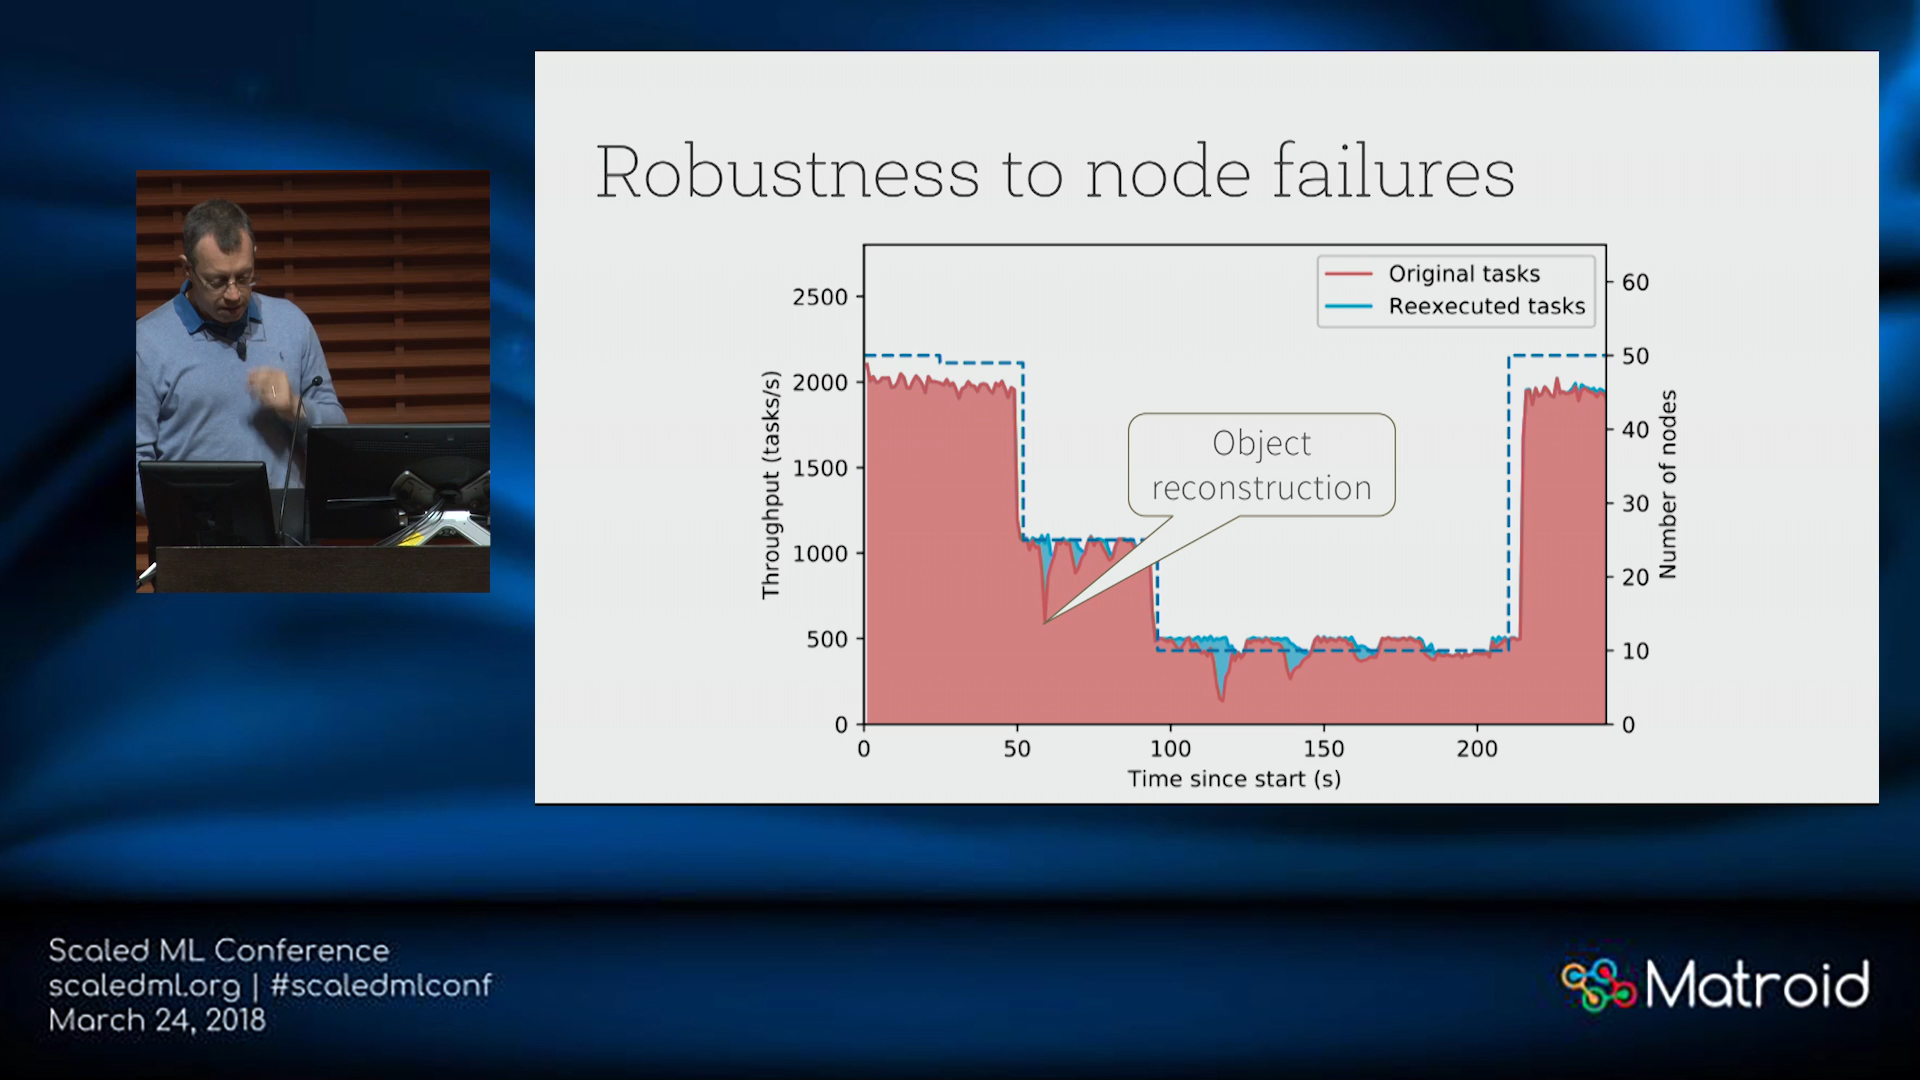 Robustness to node failures
Original tasks
Reexecuted tasks
Object
reconstruction
Throughput (tasks/s)
2500
2000
1500
1000
500
0
60
50
40
30
20
10
0
Number of nodes
0 50 100 150 200
Time since start (s)
Scaled ML Conference
scaledml.org | #scaledmlconf
March 24, 2018
Matroid